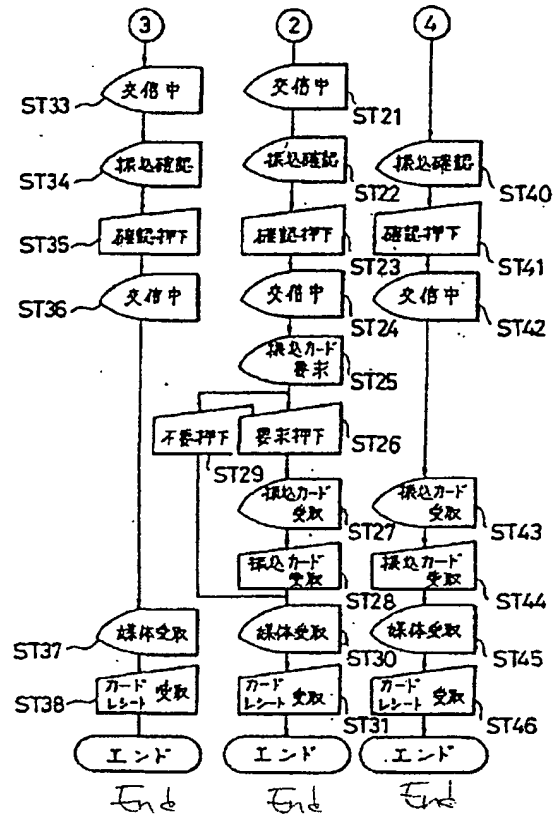 3
交信中
ST33
振込確認
ST34
確認押下
ST35
交信中
ST36
媒体受取
ST37
カード
レシート 受取
ST38
エンド
End
2
交信中
ST21
振込確認
ST22
確認押下
ST23
交信中
ST24
振込カード
要求
ST25
不要押下
ST29
要求押下
ST26
振込カード
受取
ST27
振込カード
受取
ST28
媒体受取
ST30
カード
レシート 受取
ST31
エンド
End
4
振込確認
ST40
確認押下
ST41
交信中
ST42
振込カード
受取
ST43
振込カード
受取
ST44
媒体受取
ST45
カード
レシート 受取
ST46
エンド
End